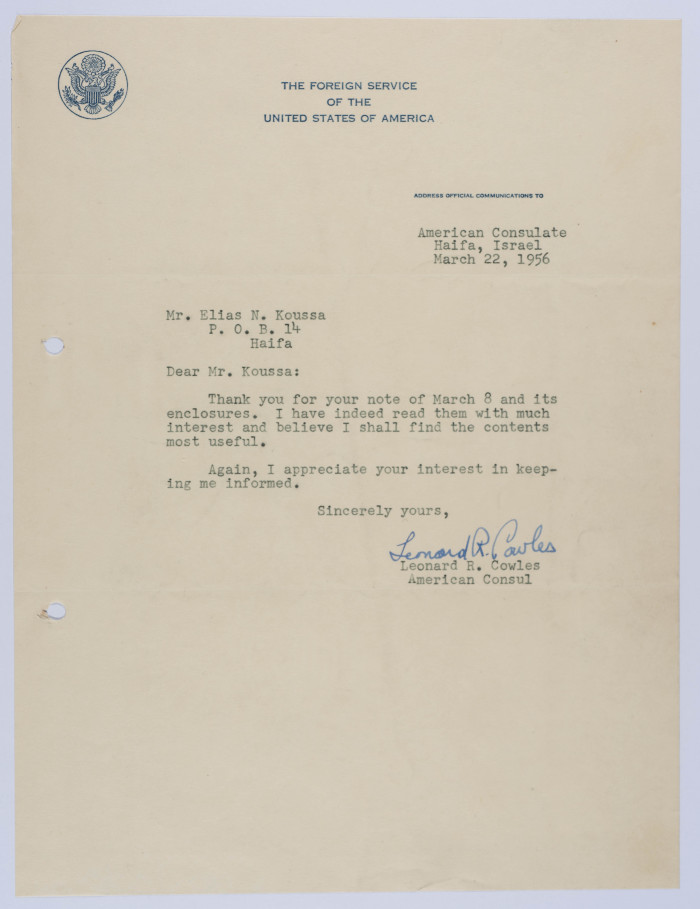 THE FOREIGN SERVICE
OF THE
UNITED STATES OF AMERICA
ADDRESS OFFICIAL COMMUNICATIONS TO
American Consulate
Haifa, Israel
March 22, 1956
Mr. Elias N. Koussa
P. O. B. 14
Haifa
Dear Mr. Koussa:
Thank you for your note of March 8 and its
enclosures. I have indeed read them with much
interest and believe I shall find the contents
most useful.
Again, I appreciate your interest in keep-
ing me informed.
Sincerely yours,
Leonard R. Cowles
Leonard R. Cowles
American Consul